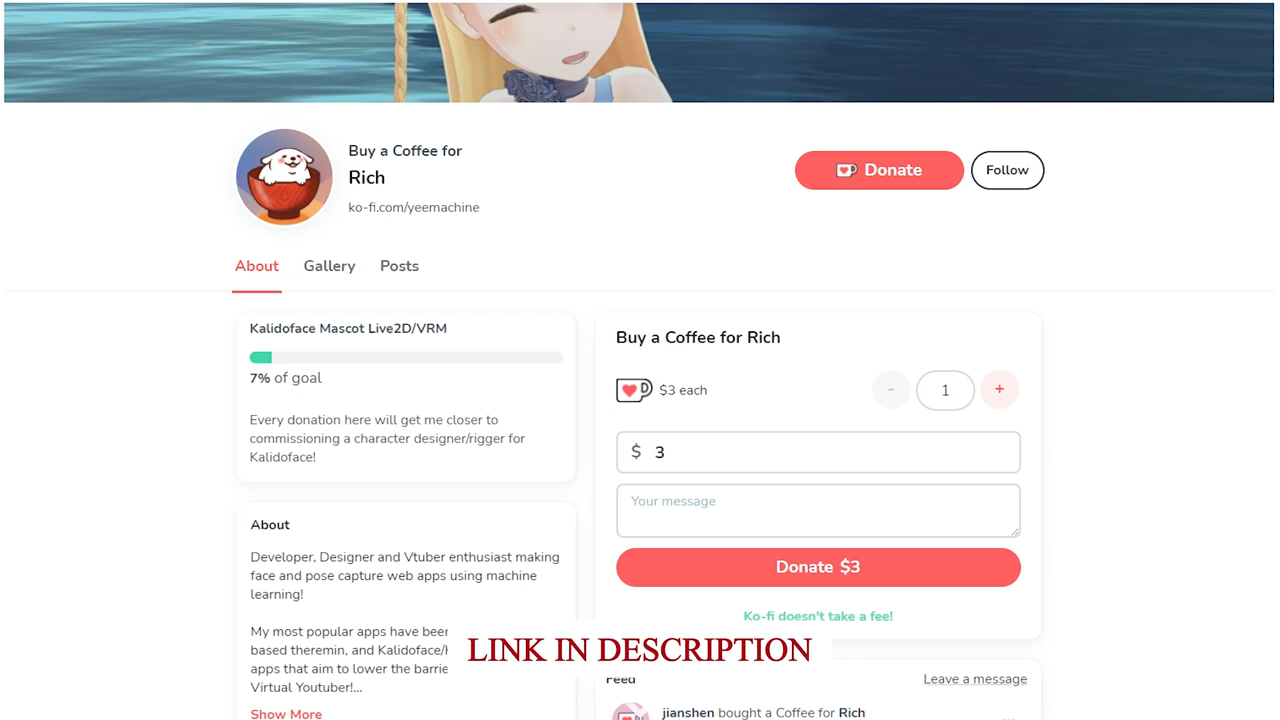 Buy a Coffee for
Rich
ko-fi.com/yeemachine
Donate
Follow
About
Gallery
Posts
Kalidoface Mascot Live2D/VRM
7% of goal
Every donation here will get me closer to
commissioning a character designer/rigger for
Kalidoface!
About
Developer, Designer and Vtuber enthusiast making
face and pose capture web apps using machine
learning!
My most popular apps have been
based theremin, and Kalidoface/
apps that aim to lower the barrie
Virtual Youtuber!...
Show More
Buy a Coffee for Rich
D
$3 each
-
1
+
$ 3
Your message
Donate $3
Ko-fi doesn't take a fee!
LINK IN DESCRIPTION
Feed
Leave a message
jianshen bought a Coffee for Rich